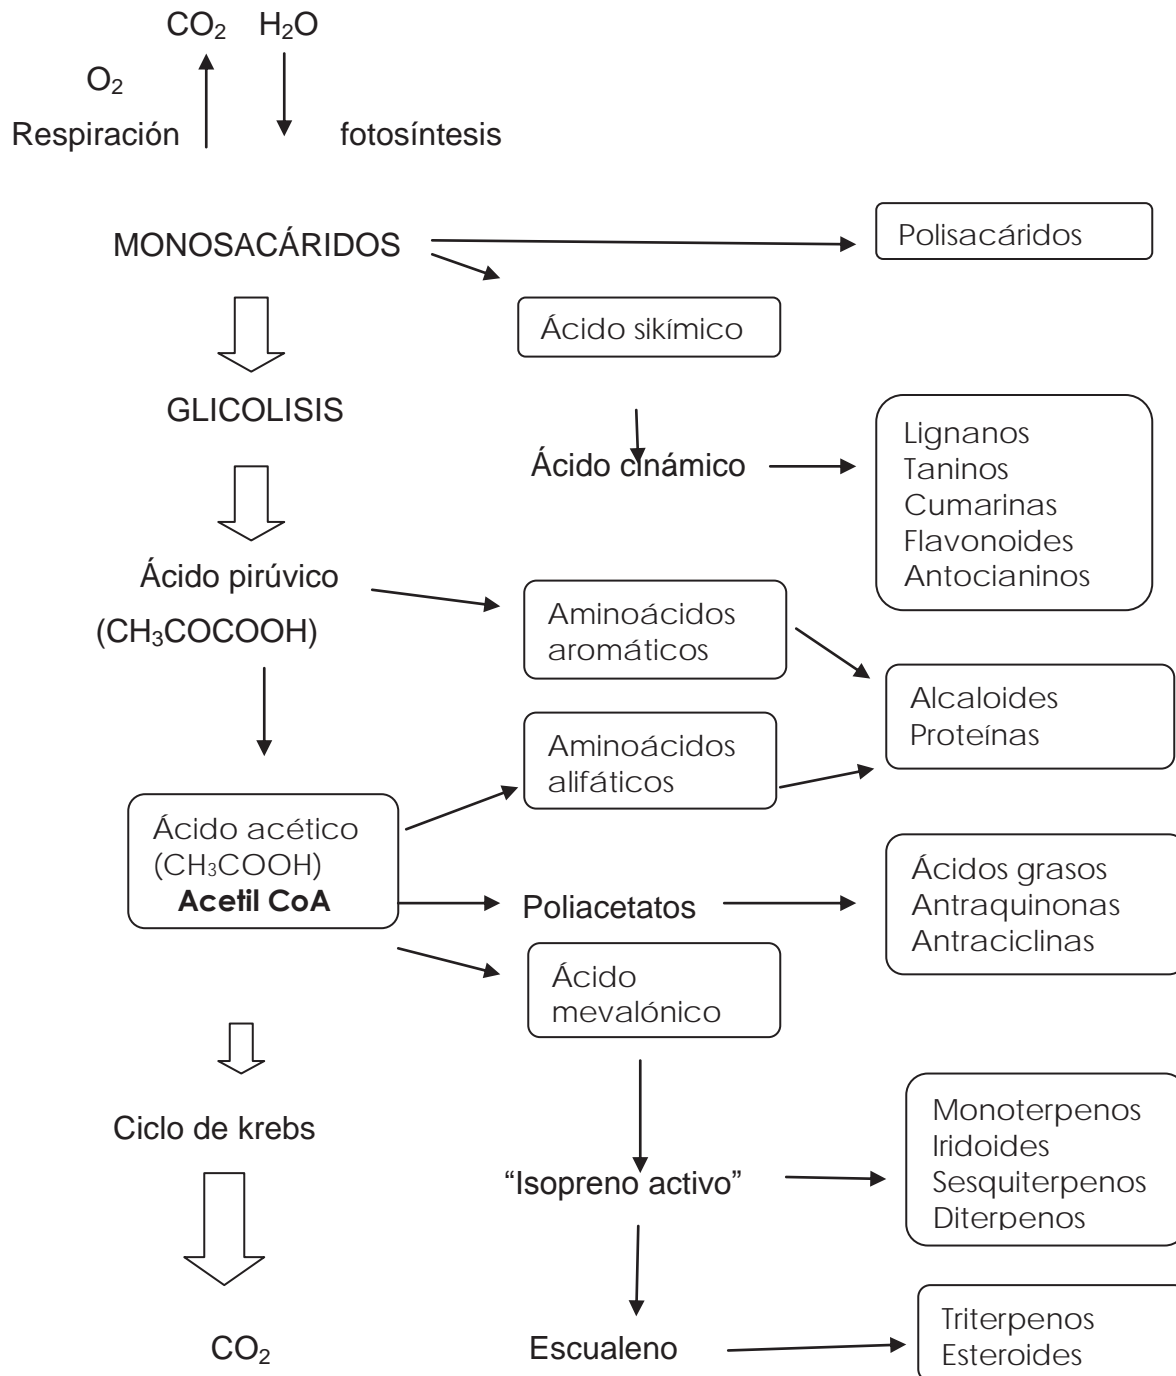 CO₂ H₂O
O₂
Respiración fotosíntesis
MONOSACÁRIDOS
Polisacáridos
Ácido sikímico
GLICOLISIS
Ácido cinámico
Lignanos
Taninos
Cumarinas
Flavonoides
Antocianinos
Ácido pirúvico
(CH₃COCOOH)
Aminoácidos
aromáticos
Alcaloides
Proteínas
Aminoácidos
alifáticos
Ácido acético
(CH₃COOH)
Acetil CoA
Poliacetatos
Ácidos grasos
Antraquinonas
Antraciclinas
Ácido
mevalónico
Ciclo de krebs
“Isopreno activo”
Monoterpenos
Iridoides
Sesquiterpenos
Diterpenos
CO₂
Escualeno
Triterpenos
Esteroides